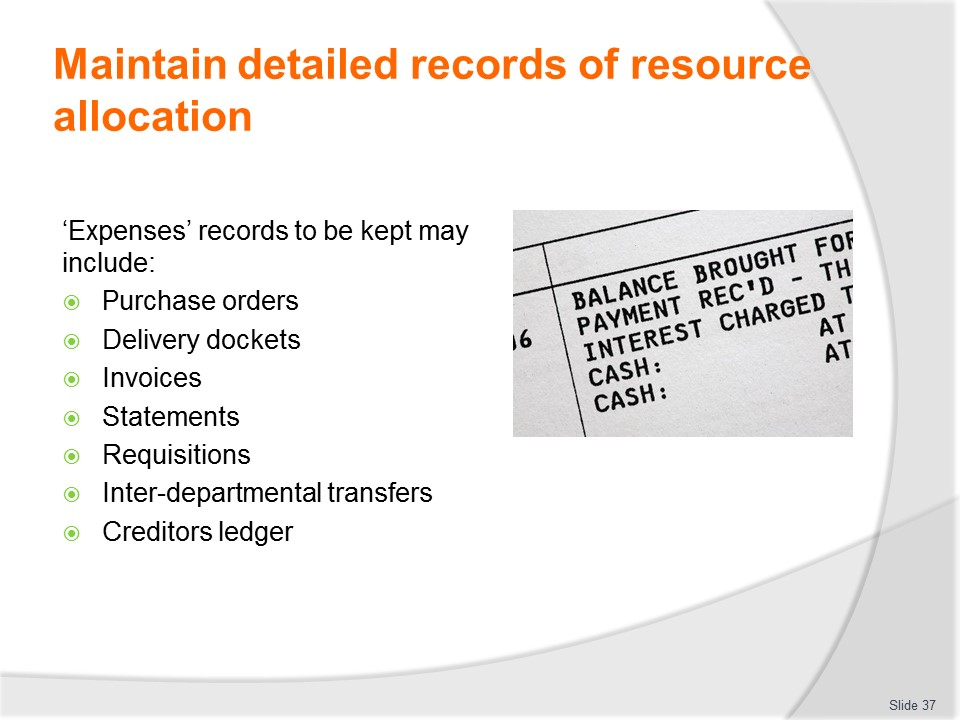 Maintain detailed records of resource
allocation
‘Expenses’ records to be kept may
include:
Purchase orders
Delivery dockets
Invoices
Statements
Requisitions
Inter-departmental transfers
Creditors ledger
BALANCE BROUGHT FOR
PAYMENT REC'D - TH
INTEREST CHARGED T
CASH: AT
CASH: AT
Slide 37